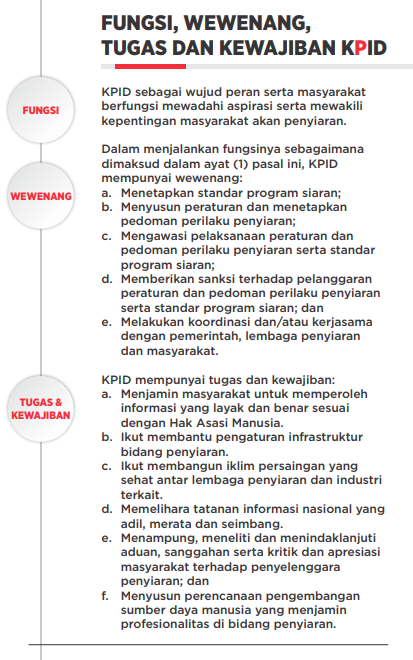 FUNGSI, WEWENANG,
TUGAS DAN KEWAJIBAN KPID
FUNGSI
KPID sebagai wujud peran serta masyarakat
berfungsi mewadahi aspirasi serta mewakili
kepentingan masyarakat akan penyiaran.
WEWENANG
Dalam menjalankan fungsinya sebagaimana
dimaksud dalam ayat (1) pasal ini, KPID
mempunyai wewenang:
a. Menetapkan standar program siaran;
b. Menyusun peraturan dan menetapkan
pedoman perilaku penyiaran;
c. Mengawasi pelaksanaan peraturan dan
pedoman perilaku penyiaran serta standar
program siaran;
d. Memberikan sanksi terhadap pelanggaran
peraturan dan pedoman perilaku penyiaran
serta standar program siaran; dan
e. Melakukan koordinasi dan/atau kerjasama
dengan pemerintah, lembaga penyiaran
dan masyarakat.
TUGAS &
KEWAJIBAN
KPID mempunyai tugas dan kewajiban:
a. Menjamin masyarakat untuk memperoleh
informasi yang layak dan benar sesuai
dengan Hak Asasi Manusia.
b. Ikut membantu pengaturan infrastruktur
bidang penyiaran.
c. Ikut membangun iklim persaingan yang
sehat antar lembaga penyiaran dan industri
terkait.
d. Memelihara tatanan informasi nasional yang
adil, merata dan seimbang.
e. Menampung, meneliti dan menindaklanjuti
aduan, sanggahan serta kritik dan apresiasi
masyarakat terhadap penyelenggara
penyiaran; dan
f. Menyusun perencanaan pengembangan
sumber daya manusia yang menjamin
profesionalitas di bidang penyiaran.